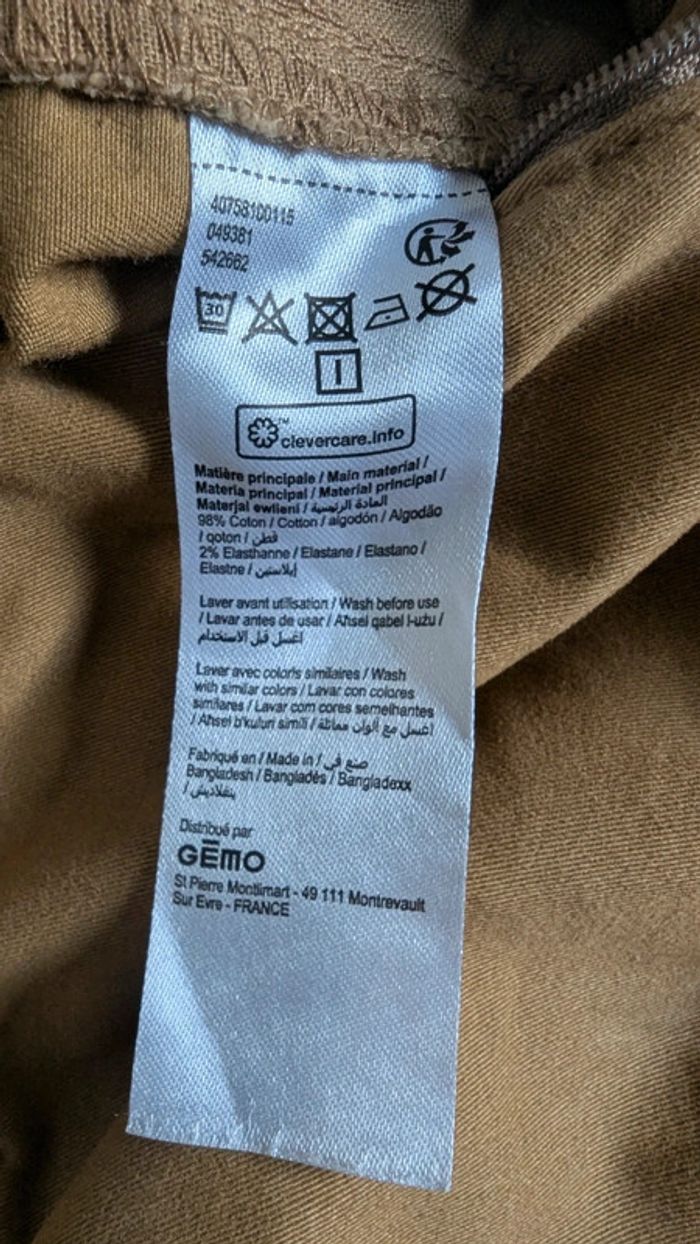 40758100115
049381
542662
30
™
clevercare.info
Matière principale / Main material /
Materia principal / Material principal /
Materjal ewlieni / المادة الرئيسية
98% Coton / Cotton / algodón / Algodão
/ qoton / قطن
2% Elasthanne / Elastane / Elastano /
Elastne / إيلاستين
Laver avant utilisation / Wash before use
/ Lavar antes de usar / Aħsel qabel l-użu /
اغسل قبل الاستخدام
Laver avec coloris similaires / Wash
with similar colors / Lavar con colores
similares / Lavar com cores semelhantes
/ Aħsel b'kuluri simili / اغسل مع ألوان مماثلة
Fabriqué en / Made in / صنع في
Bangladesh / Bangladés / Bangladexx
/ بنغلاديش
Distribué par
GĒMO
St Pierre Montlimart - 49 111 Montrevault
Sur Evre - FRANCE